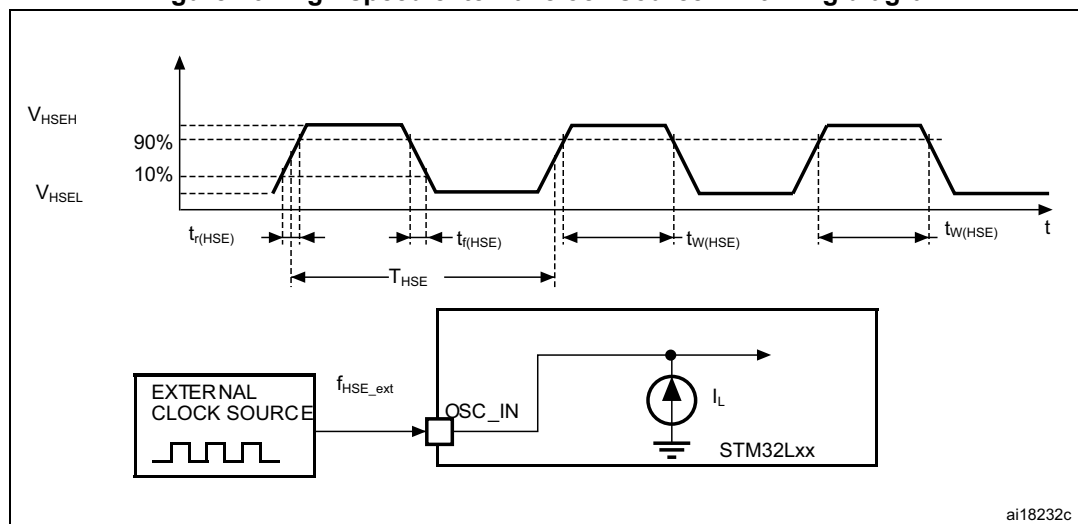 V_HSEH
90%
10%
V_HSEL
t_r(HSE)
t_f(HSE)
t_W(HSE)
t_W(HSE)
t
T_HSE
EXTERNAL
CLOCK SOURCE
f_HSE_ext
OSC_IN
I_L
STM32Lxx
ai18232c